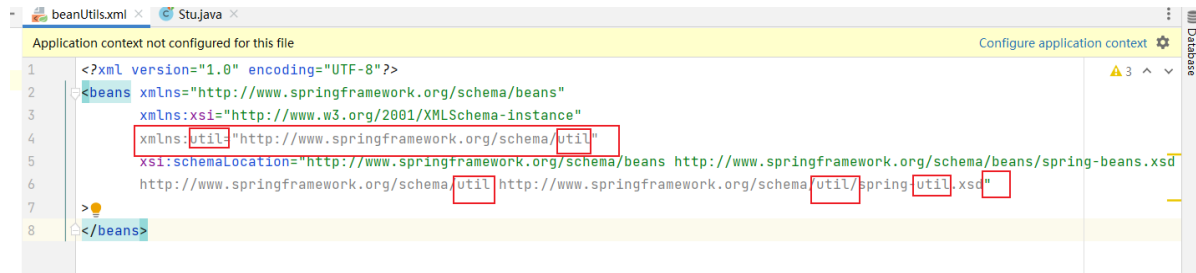 beanUtils.xml × Stu.java ×
Application context not configured for this file Configure application context
Database
1 <?xml version="1.0" encoding="UTF-8"?> 3
2 <beans xmlns="http://www.springframework.org/schema/beans"
3 xmlns:xsi="http://www.w3.org/2001/XMLSchema-instance"
4 xmlns:util="http://www.springframework.org/schema/util"
5 xsi:schemaLocation="http://www.springframework.org/schema/beans http://www.springframework.org/schema/beans/spring-beans.xsd
6 http://www.springframework.org/schema/util http://www.springframework.org/schema/util/spring-util.xsd"
7 >
8 </beans>